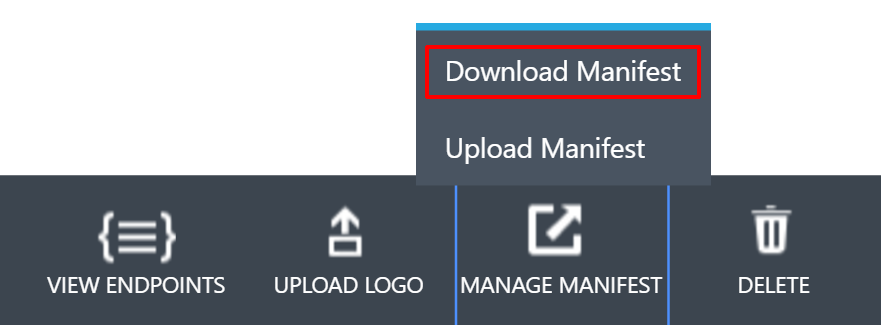 Download Manifest
Upload Manifest
VIEW ENDPOINTS
UPLOAD LOGO
MANAGE MANIFEST
DELETE